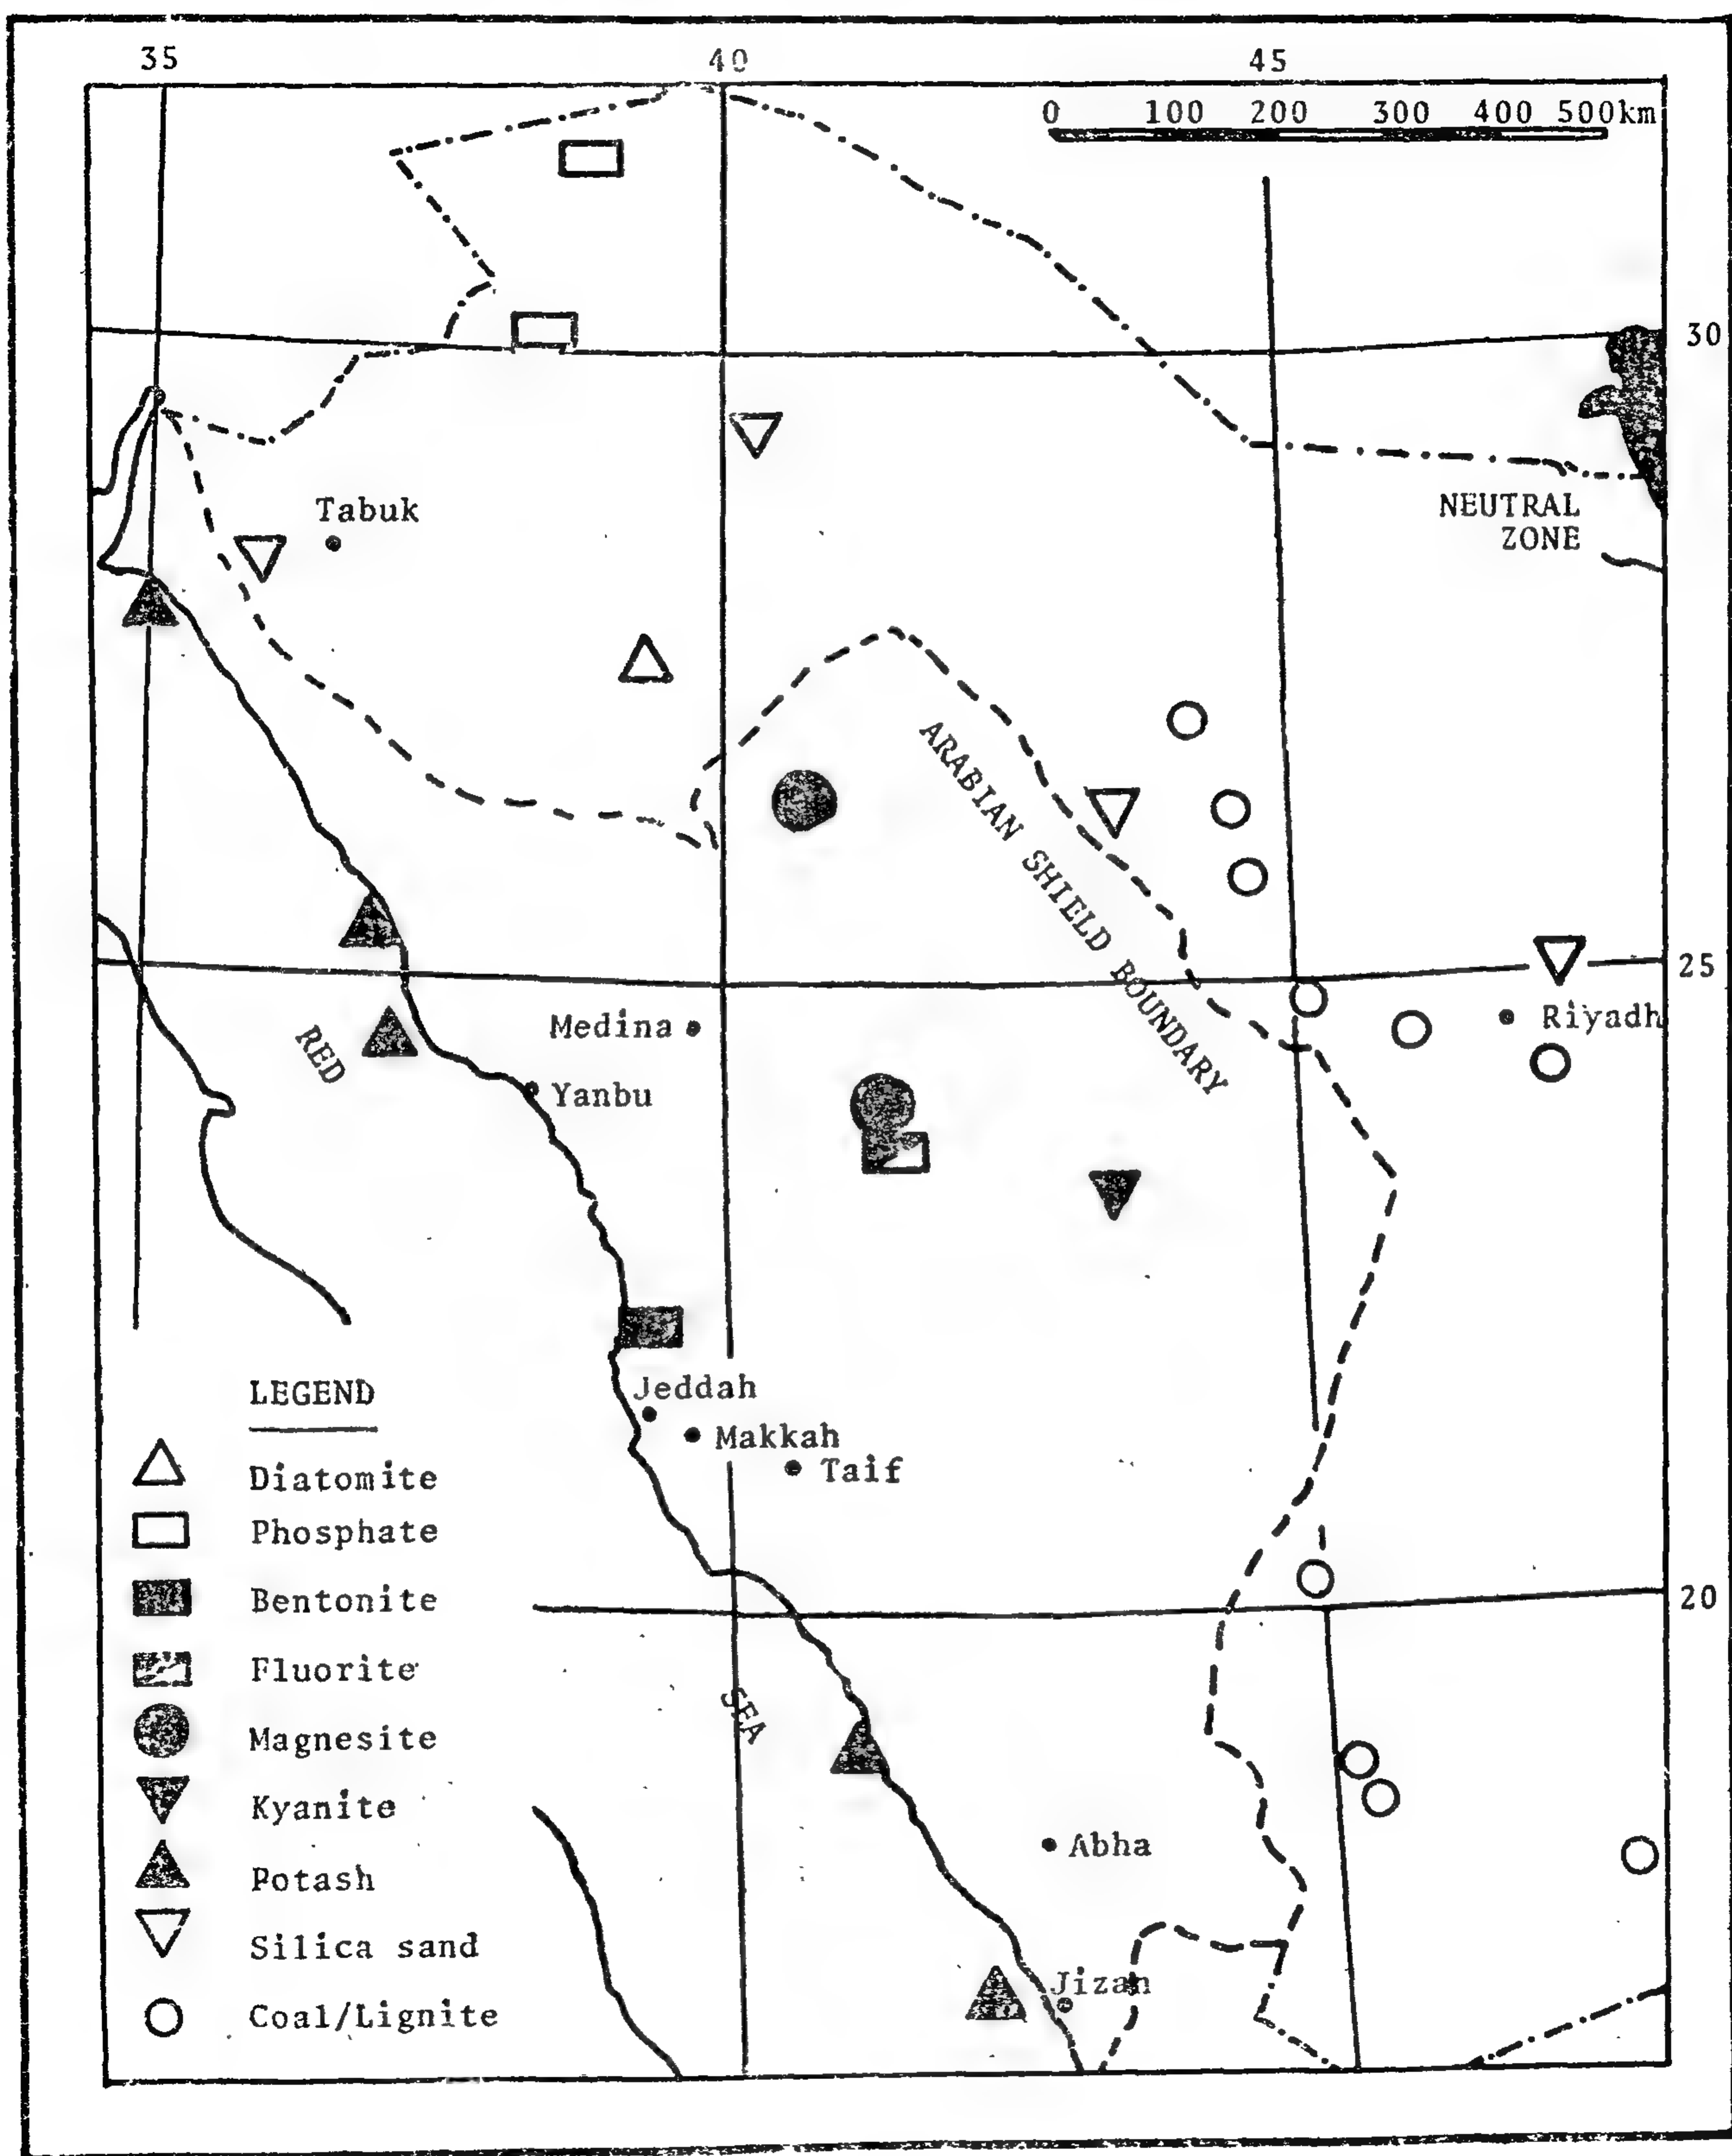 35 40 45
0 100 200 300 400 500km
30
Tabuk
NEUTRAL
ZONE
ARABIAN SHIELD BOUNDARY
25
Riyadh
Medina
RED
Yanbu
Jeddah
Makkah
Taif
20
SEA
Abha
Jizan
LEGEND
Diatomite
Phosphate
Bentonite
Fluorite
Magnesite
Kyanite
Potash
Silica sand
Coal/Lignite